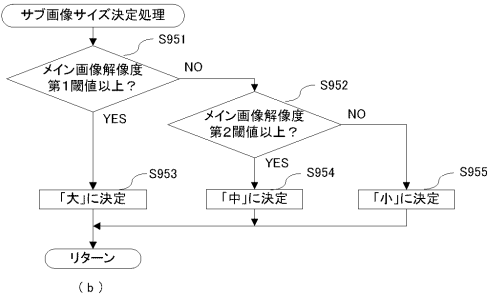 サブ画像サイズ決定処理
S951
メイン画像解像度
第1閾値以上?
NO
YES
S952
メイン画像解像度
第2閾値以上?
NO
YES
S953
「大」に決定
S954
「中」に決定
S955
「小」に決定
リターン
(b)